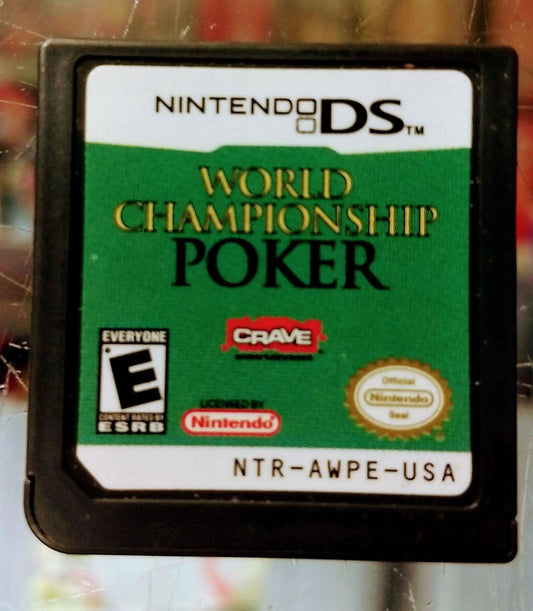 NINTENDO DS™
WORLD
CHAMPIONSHIP
POKER
CRAVE
EVERYONE
E
CONTENT RATED BY
ESRB
LICENSED BY
Nintendo®
Official
Nintendo
Seal
NTR-AWPE-USA